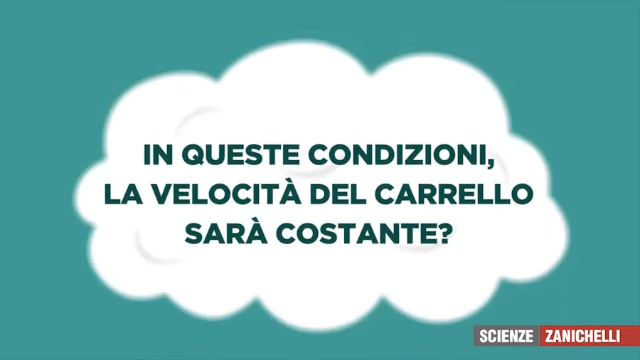 IN QUESTE CONDIZIONI,
LA VELOCITÀ DEL CARRELLO
SARÀ COSTANTE?
SCIENZE ZANICHELLI